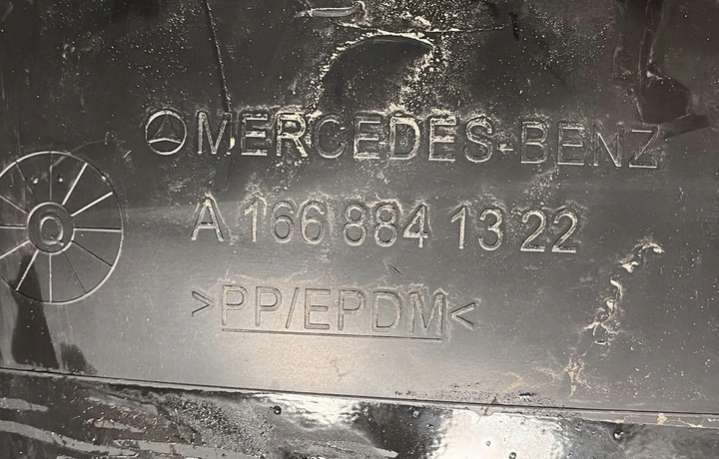 MERCEDES-BENZ
A 166 884 13 22
Q
>PP/EPDM<